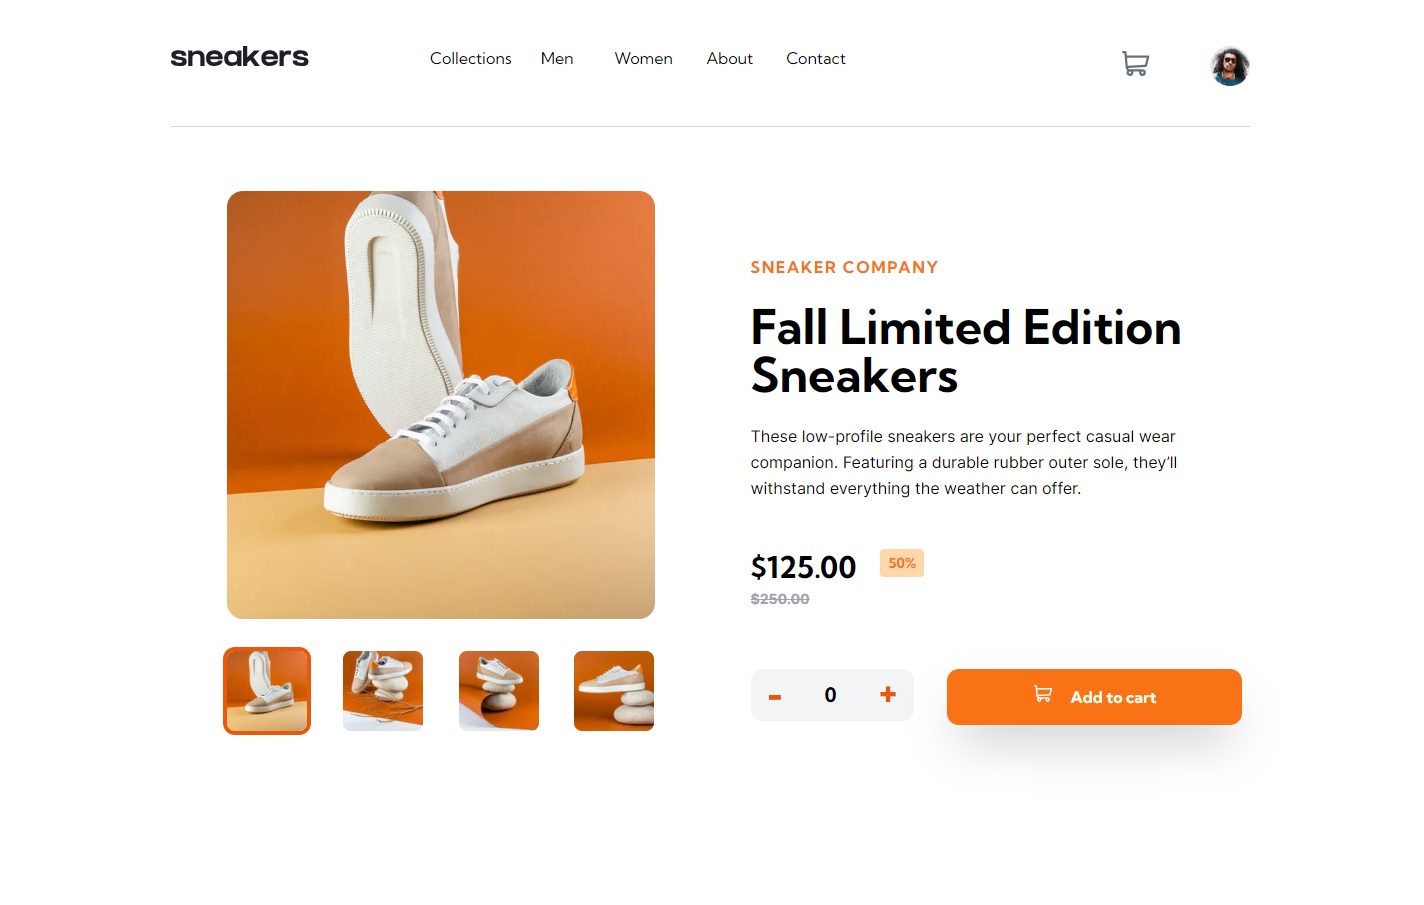 sneakers
Collections Men Women About Contact
SNEAKER COMPANY
Fall Limited Edition
Sneakers
These low-profile sneakers are your perfect casual wear
companion. Featuring a durable rubber outer sole, they’ll
withstand everything the weather can offer.
$125.00 50%
$250.00
- 0 + Add to cart